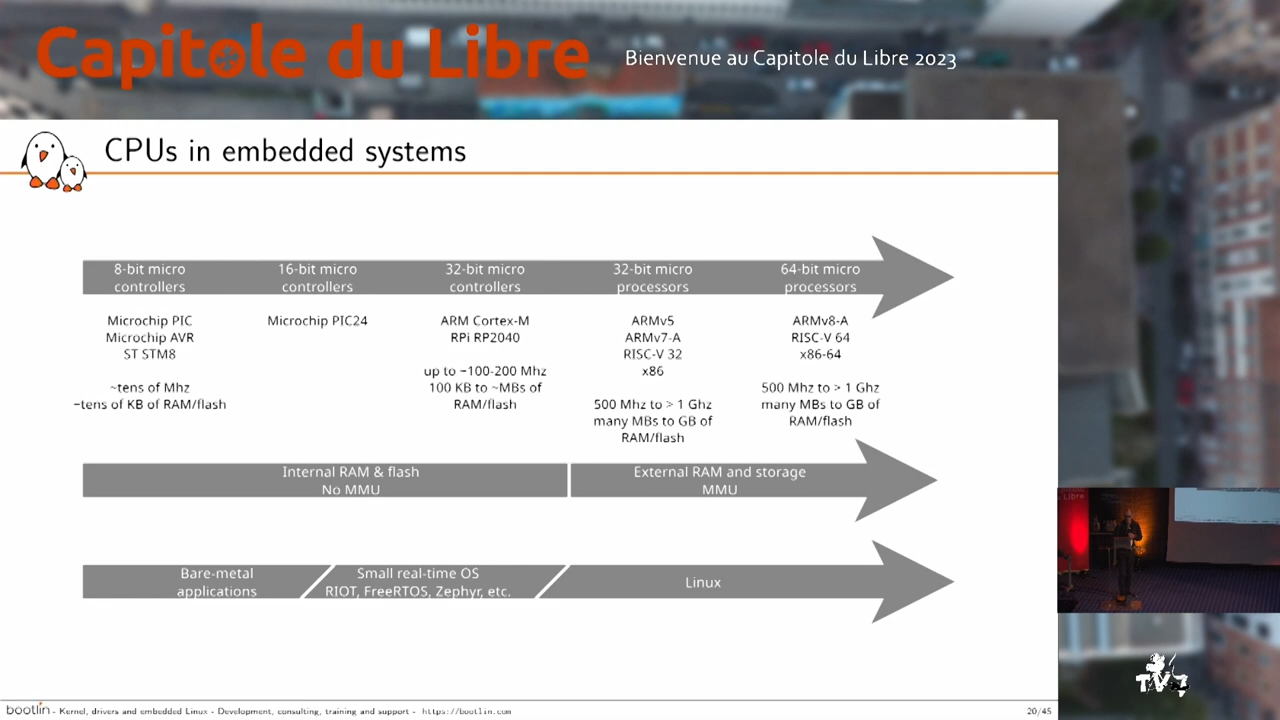 Capitole du Libre
Bienvenue au Capitole du Libre 2023
CPUs in embedded systems
8-bit micro
controllers
16-bit micro
controllers
32-bit micro
controllers
32-bit micro
processors
64-bit micro
processors
Microchip PIC
Microchip AVR
ST STM8
~tens of Mhz
~tens of KB of RAM/flash
Microchip PIC24
ARM Cortex-M
RPi RP2040
up to ~100-200 Mhz
100 KB to ~MBs of
RAM/flash
ARMv5
ARMv7-A
RISC-V 32
x86
500 Mhz to > 1 Ghz
many MBs to GB of
RAM/flash
ARMv8-A
RISC-V 64
x86-64
500 Mhz to > 1 Ghz
many MBs to GB of
RAM/flash
Internal RAM & flash
No MMU
External RAM and storage
MMU
Bare-metal
applications
Small real-time OS
RIOT, FreeRTOS, Zephyr, etc.
Linux
bootlin - Kernel, drivers and embedded Linux - Development, consulting, training and support - https://bootlin.com
20/45